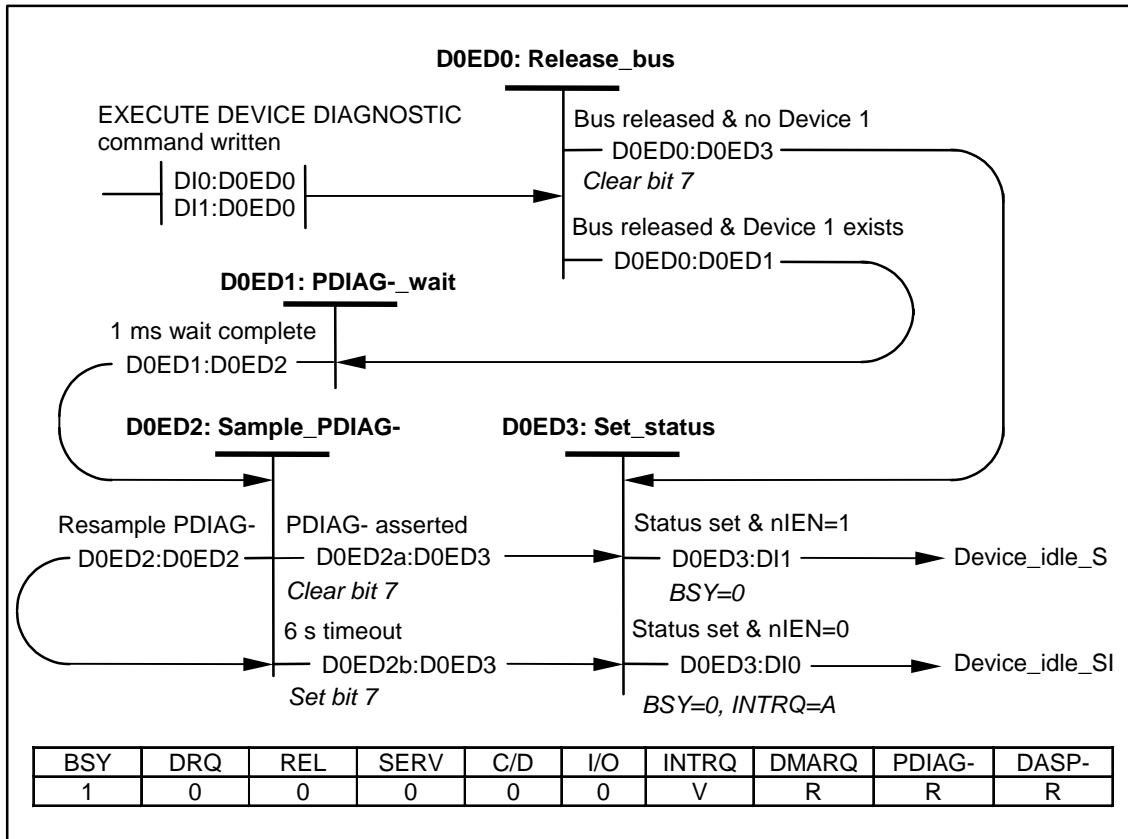 D0ED0: Release_bus
EXECUTE DEVICE DIAGNOSTIC
command written
DI0:D0ED0
DI1:D0ED0
Bus released & no Device 1
D0ED0:D0ED3
Clear bit 7
Bus released & Device 1 exists
D0ED0:D0ED1
D0ED1: PDIAG-_wait
1 ms wait complete
D0ED1:D0ED2
D0ED2: Sample_PDIAG-
D0ED3: Set_status
Resample PDIAG-
D0ED2:D0ED2
PDIAG- asserted
D0ED2a:D0ED3
Clear bit 7
6 s timeout
D0ED2b:D0ED3
Set bit 7
Status set & nIEN=1
D0ED3:DI1
Device_idle_S
BSY=0
Status set & nIEN=0
D0ED3:DI0
Device_idle_SI
BSY=0, INTRQ=A
BSY DRQ REL SERV C/D I/O INTRQ DMARQ PDIAG- DASP-
1 0 0 0 0 0 V R R R